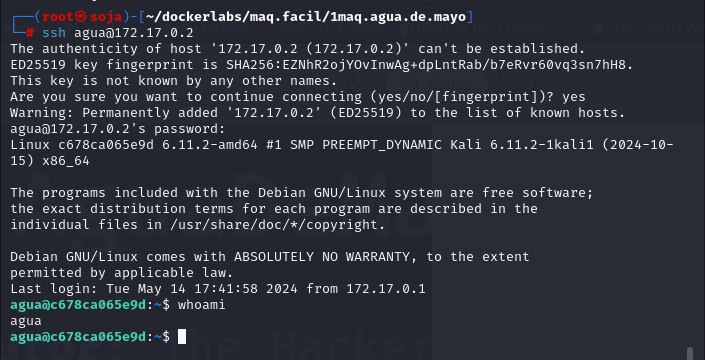 ┌──(root㉿soja)-[~/dockerlabs/maq.facil/1maq.agua.de.mayo]
└─# ssh agua@172.17.0.2
The authenticity of host '172.17.0.2 (172.17.0.2)' can't be established.
ED25519 key fingerprint is SHA256:EZNhR2ojYOvInwAg+dpLntRab/b7eRvr60vq3sn7hH8.
This key is not known by any other names.
Are you sure you want to continue connecting (yes/no/[fingerprint])? yes
Warning: Permanently added '172.17.0.2' (ED25519) to the list of known hosts.
agua@172.17.0.2's password:
Linux c678ca065e9d 6.11.2-amd64 #1 SMP PREEMPT_DYNAMIC Kali 6.11.2-1kali1 (2024-10-
15) x86_64
The programs included with the Debian GNU/Linux system are free software;
the exact distribution terms for each program are described in the
individual files in /usr/share/doc/*/copyright.
Debian GNU/Linux comes with ABSOLUTELY NO WARRANTY, to the extent
permitted by applicable law.
Last login: Tue May 14 17:41:58 2024 from 172.17.0.1
agua@c678ca065e9d:~$ whoami
agua
agua@c678ca065e9d:~$